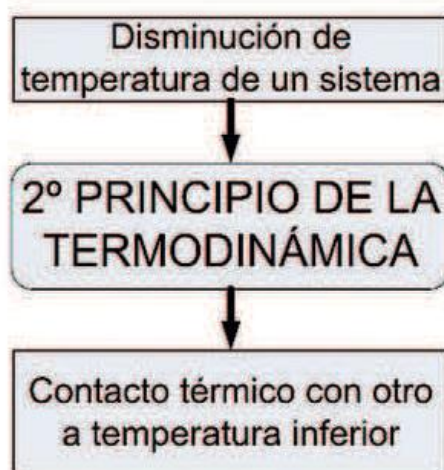 Disminución de
temperatura de un sistema
2º PRINCIPIO DE LA
TERMODINÁMICA
Contacto térmico con otro
a temperatura inferior